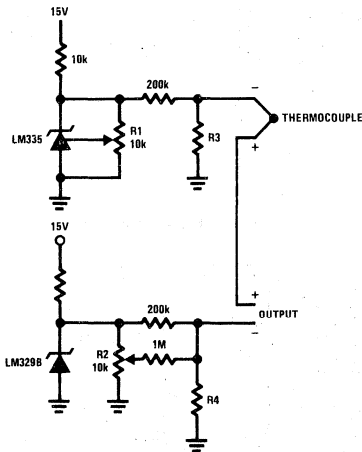 15V
10k
200k
–
THERMOCOUPLE
LM335
R1
10k
R3
+
15V
+
200k
OUTPUT
–
LM329B
R2
10k
1M
R4